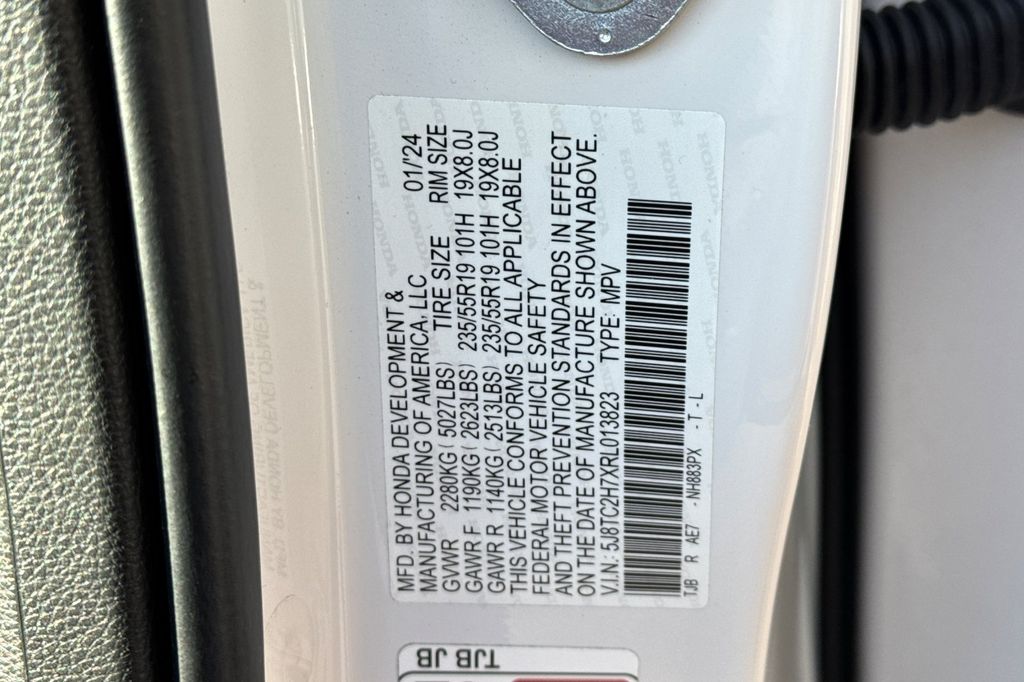 MFD. BY HONDA DEVELOPMENT &
MANUFACTURING OF AMERICA, LLC 01/'24
GVWR 2280KG ( 5027LBS) TIRE SIZE RIM SIZE
GAWR F 1190KG ( 2623LBS) 235/55R19 101H 19X8.0J
GAWR R 1140KG ( 2513LBS) 235/55R19 101H 19X8.0J
THIS VEHICLE CONFORMS TO ALL APPLICABLE
FEDERAL MOTOR VEHICLE SAFETY
AND THEFT PREVENTION STANDARDS IN EFFECT
ON THE DATE OF MANUFACTURE SHOWN ABOVE.
V.I.N.: 5J8TC2H7XRL013823 TYPE: MPV
TJB R AE7 - NH883PX - T - L
TJB JB